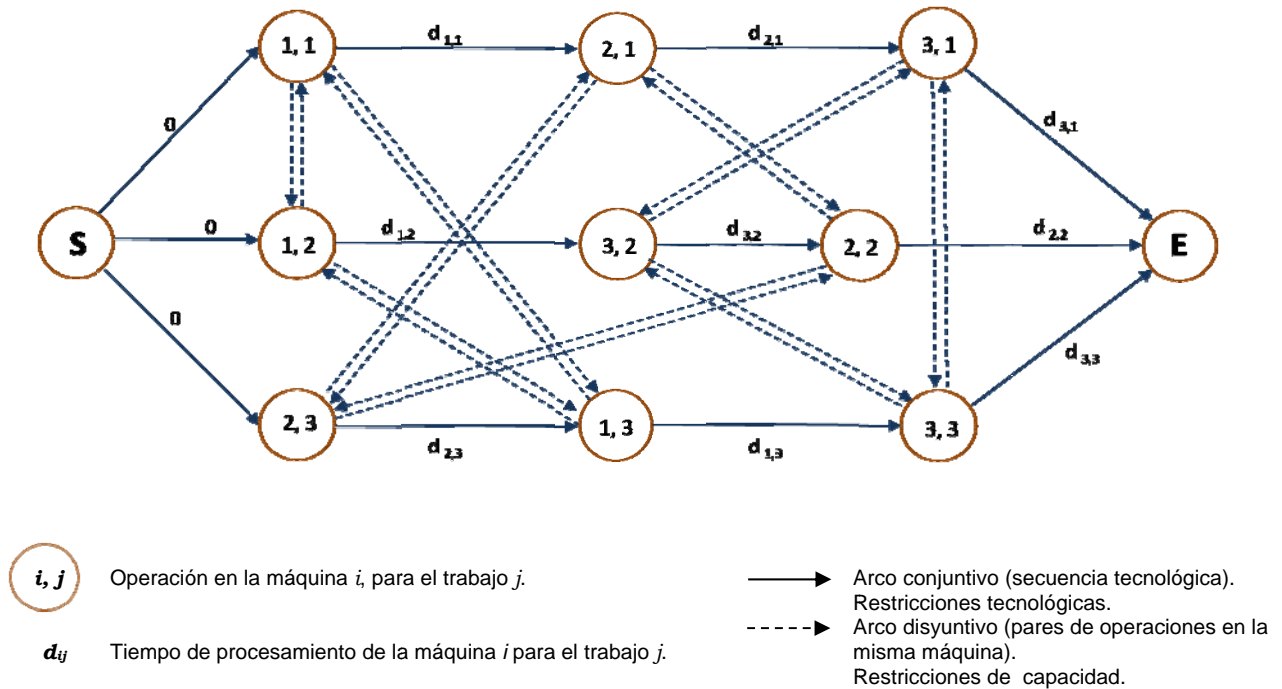 1, 1
d1,1
2, 1
d2,1
3, 1
0
d3,1
S
0
1, 2
d1,2
3, 2
d3,2
2, 2
d2,2
E
0
d3,3
2, 3
d2,3
1, 3
d1,3
3, 3
i, j Operación en la máquina i, para el trabajo j.
Arco conjuntivo (secuencia tecnológica).
Restricciones tecnológicas.
dij Tiempo de procesamiento de la máquina i para el trabajo j.
Arco disyuntivo (pares de operaciones en la
misma máquina).
Restricciones de capacidad.